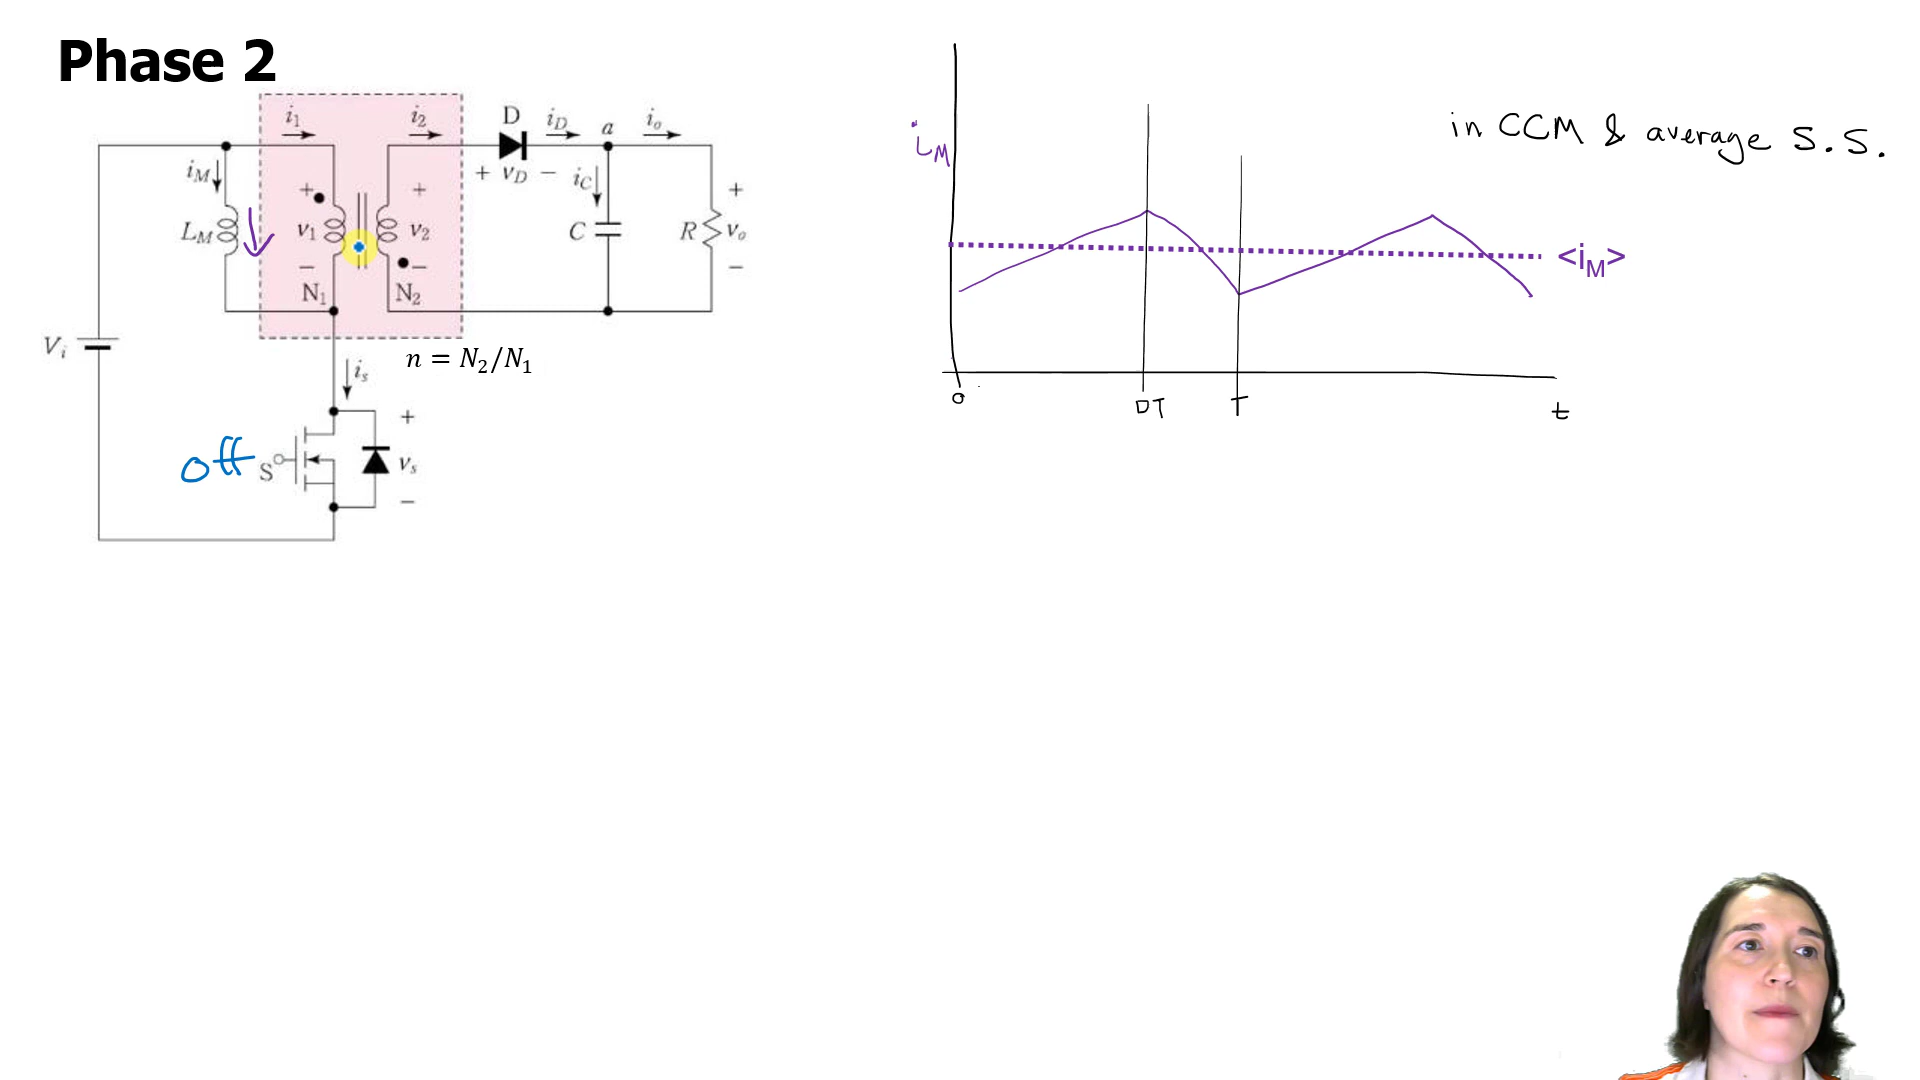 Phase 2
i1 i2 D iD a io
iM + + + vD − iC +
LM v1 v2 C R vo
− − −
N1 N2
Vi n = N2/N1
is
+
off S vs
−
in CCM & average S.S.
iM
<iM>
0 DT T t